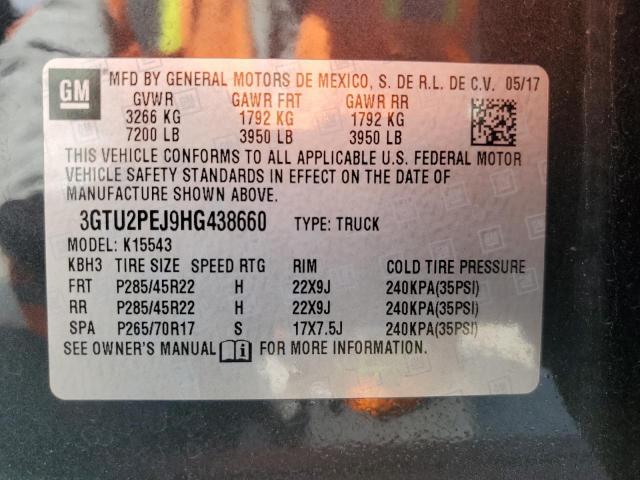 GM
MFD BY GENERAL MOTORS DE MEXICO, S. DE R.L. DE C.V. 05/17
GVWR GAWR FRT GAWR RR
3266 KG 1792 KG 1792 KG
7200 LB 3950 LB 3950 LB
THIS VEHICLE CONFORMS TO ALL APPLICABLE U.S. FEDERAL MOTOR
VEHICLE SAFETY STANDARDS IN EFFECT ON THE DATE OF
MANUFACTURE SHOWN ABOVE.
3GTU2PEJ9HG438660 TYPE: TRUCK
MODEL: K15543
KBH3 TIRE SIZE SPEED RTG RIM COLD TIRE PRESSURE
FRT P285/45R22 H 22X9J 240KPA(35PSI)
RR P285/45R22 H 22X9J 240KPA(35PSI)
SPA P265/70R17 S 17X7.5J 240KPA(35PSI)
SEE OWNER'S MANUAL FOR MORE INFORMATION.